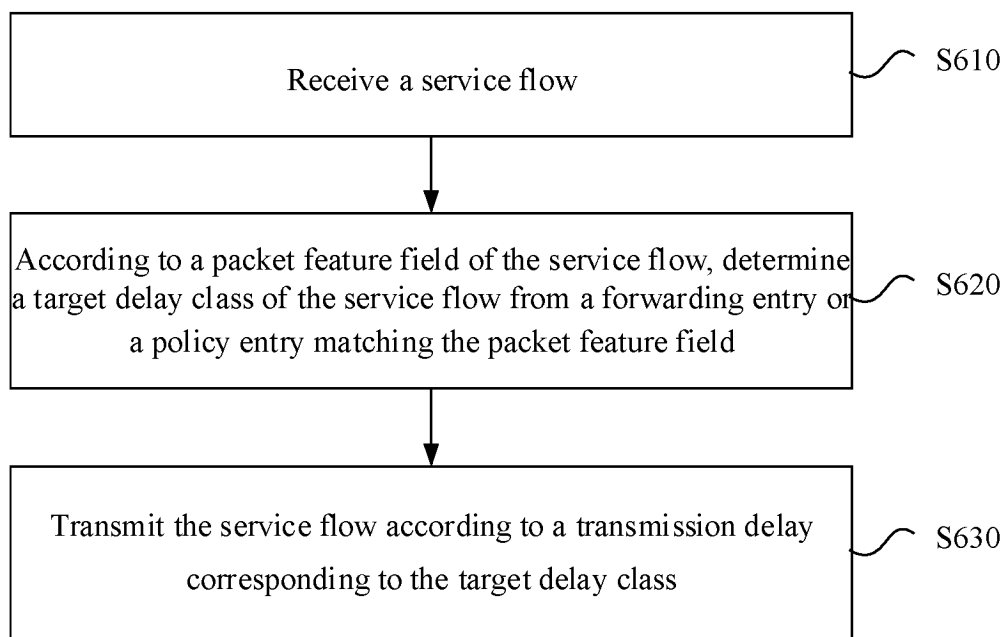 Receive a service flow
S610
According to a packet feature field of the service flow, determine
a target delay class of the service flow from a forwarding entry or
a policy entry matching the packet feature field
S620
Transmit the service flow according to a transmission delay
corresponding to the target delay class
S630